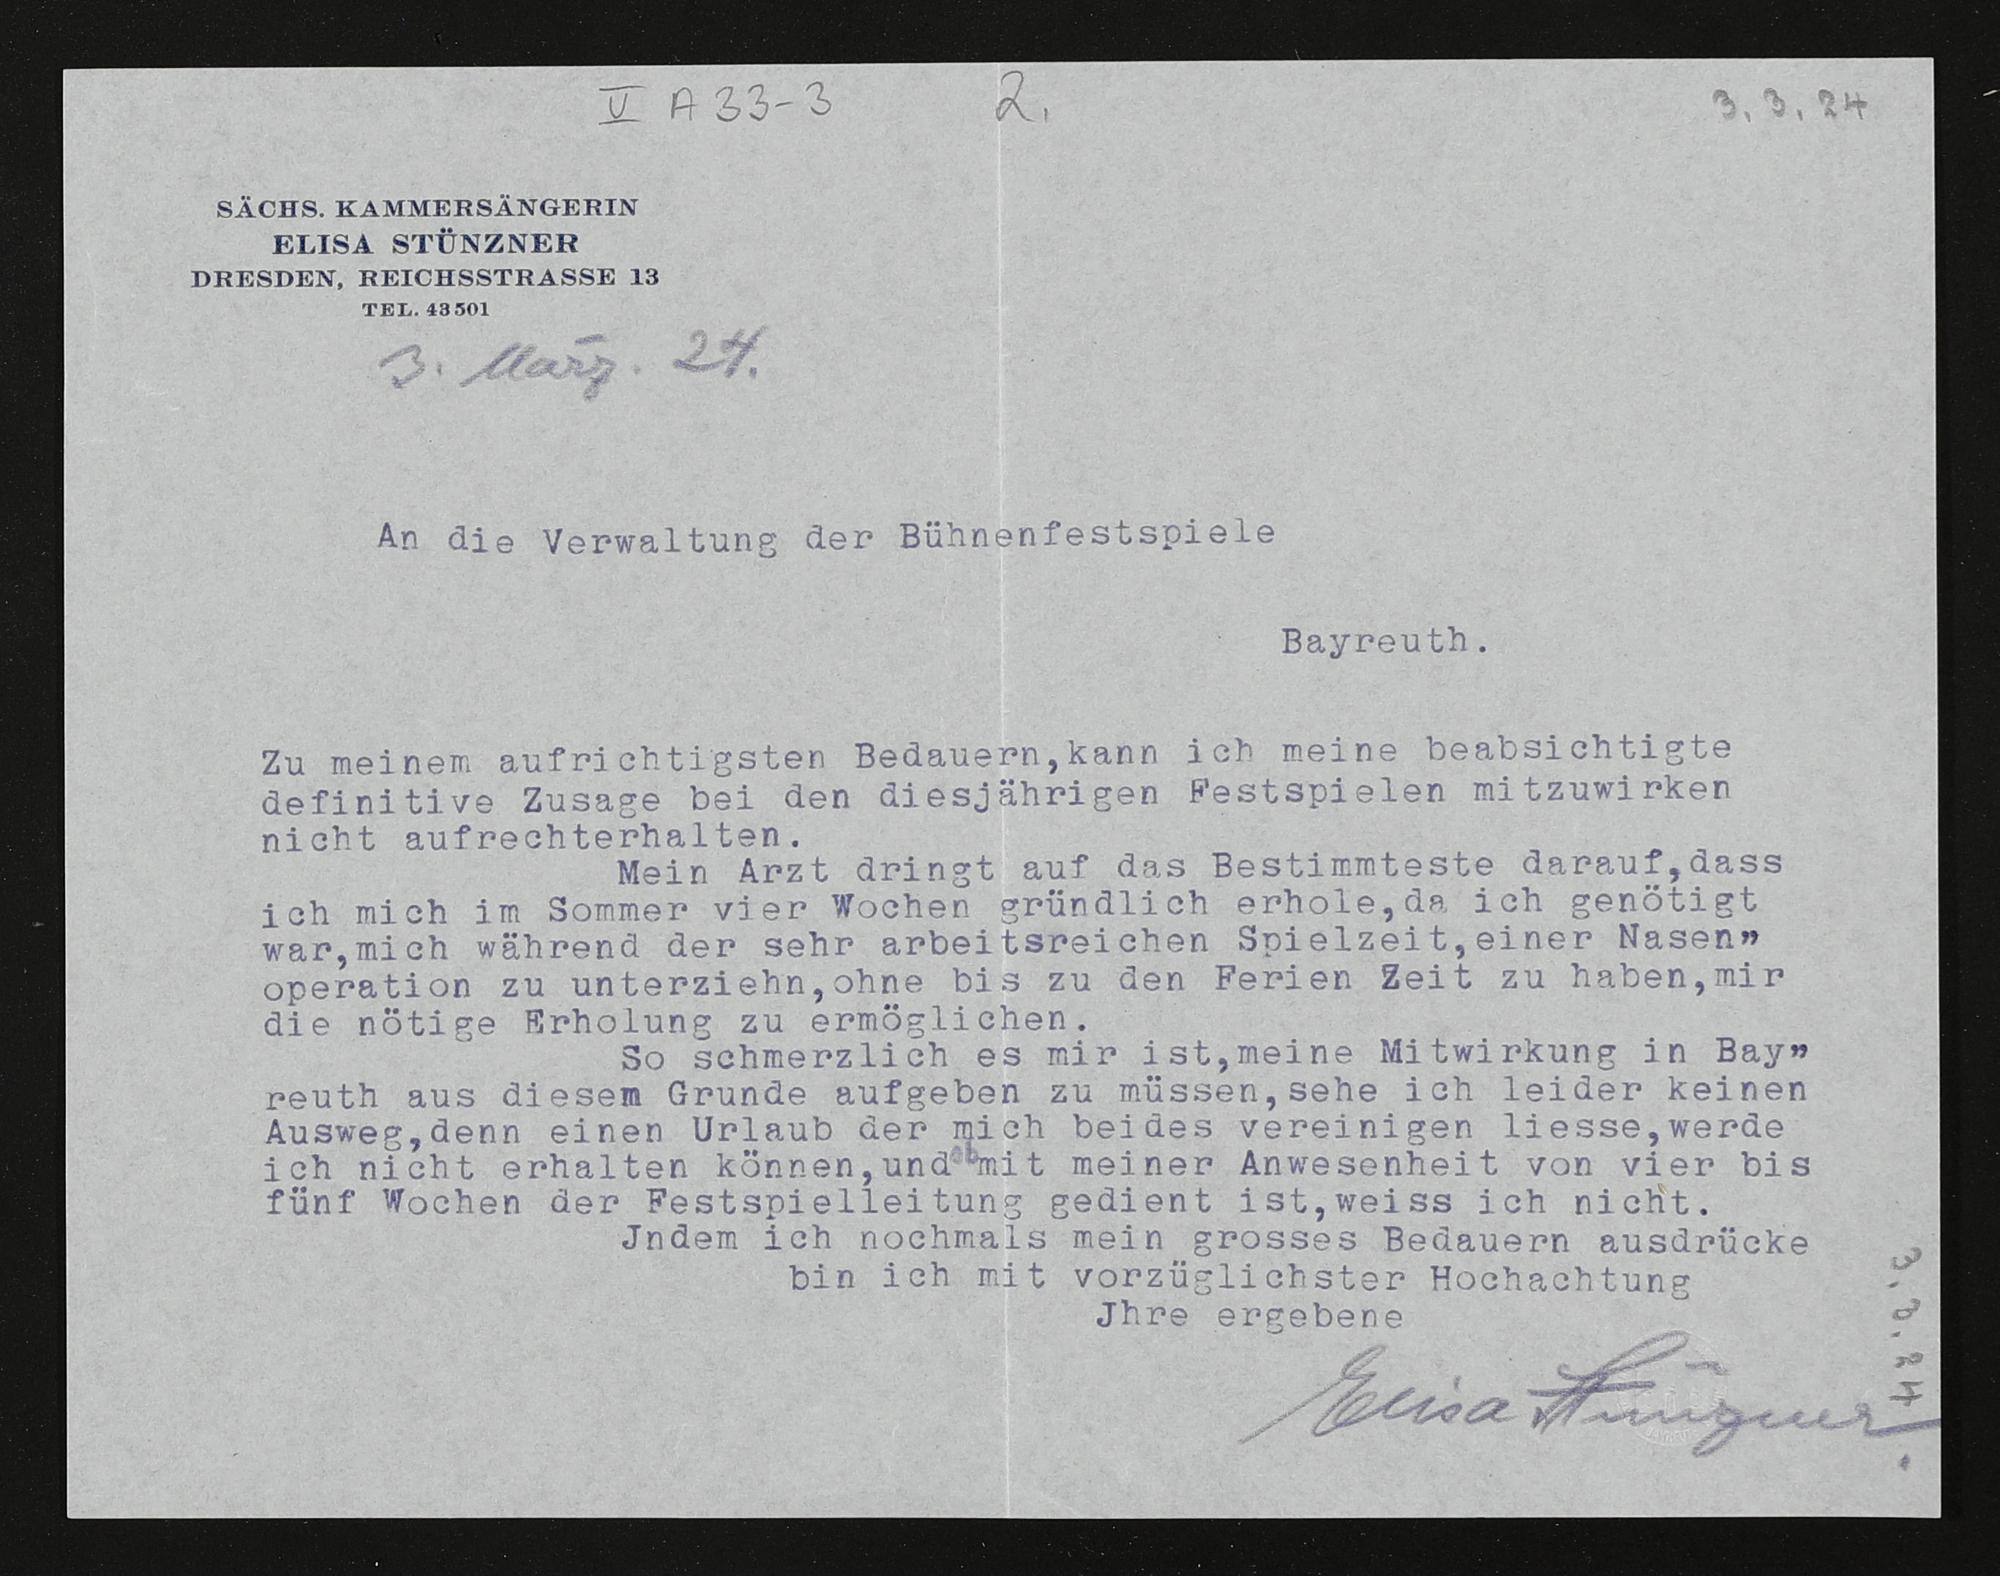 V A 33-3 2. 3.3.24
SÄCHS. KAMMERSÄNGERIN
ELISA STÜNZNER
DRESDEN, REICHSSTRASSE 13
TEL. 43501
3. März. 24.
An die Verwaltung der Bühnenfestspiele
Bayreuth.
Zu meinem aufrichtigsten Bedauern,kann ich meine beabsichtigte
definitive Zusage bei den diesjährigen Festspielen mitzuwirken
nicht aufrechterhalten.
Mein Arzt dringt auf das Bestimmteste darauf,dass
ich mich im Sommer vier Wochen gründlich erhole,da ich genötigt
war,mich während der sehr arbeitsreichen Spielzeit,einer Nasen"
operation zu unterziehn,ohne bis zu den Ferien Zeit zu haben,mir
die nötige Erholung zu ermöglichen.
So schmerzlich es mir ist,meine Mitwirkung in Bay"
reuth aus diesem Grunde aufgeben zu müssen,sehe ich leider keinen
Ausweg,denn einen Urlaub der mich beides vereinigen liesse,werde
ich nicht erhalten können,und ob mit meiner Anwesenheit von vier bis
fünf Wochen der Festspielleitung gedient ist,weiss ich nicht.
Jndem ich nochmals mein grosses Bedauern ausdrücke
bin ich mit vorzüglichster Hochachtung
Jhre ergebene
Elisa Stünzner.
3.3.24